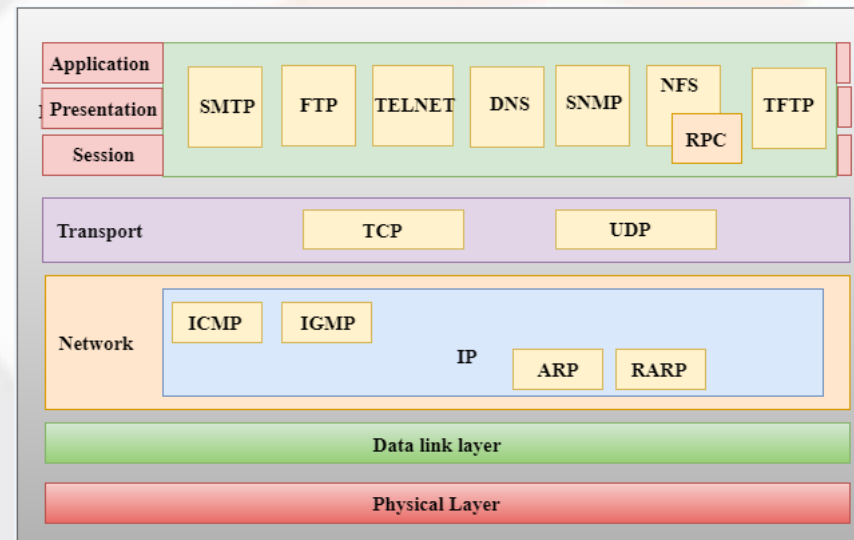 Application
Presentation
Session
SMTP
FTP
TELNET
DNS
SNMP
NFS
RPC
TFTP
Transport
TCP
UDP
Network
ICMP
IGMP
IP
ARP
RARP
Data link layer
Physical Layer